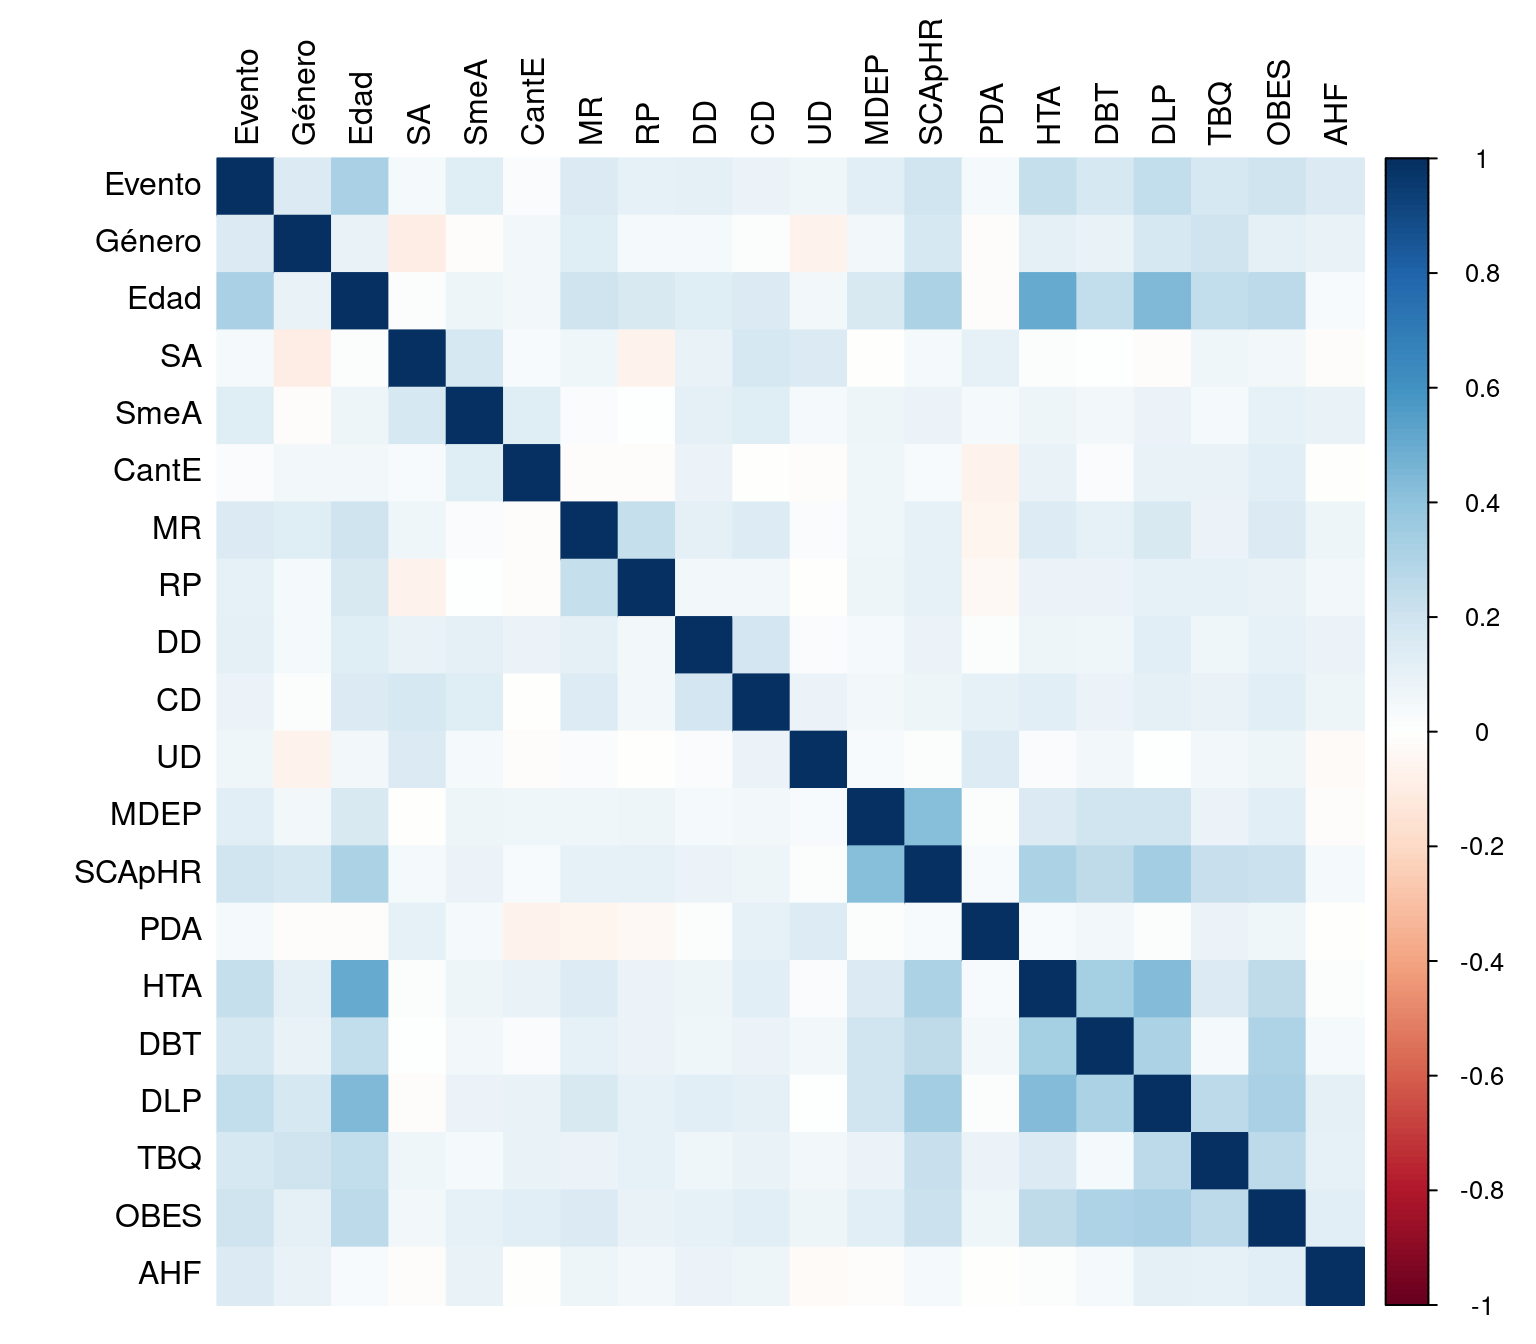 Evento
Género
Edad
SA
SmeA
CantE
MR
RP
DD
CD
UD
MDEP
SCApHR
PDA
HTA
DBT
DLP
TBQ
OBES
AHF
Evento
Género
Edad
SA
SmeA
CantE
MR
RP
DD
CD
UD
MDEP
SCApHR
PDA
HTA
DBT
DLP
TBQ
OBES
AHF
1
0.8
0.6
0.4
0.2
0
-0.2
-0.4
-0.6
-0.8
-1